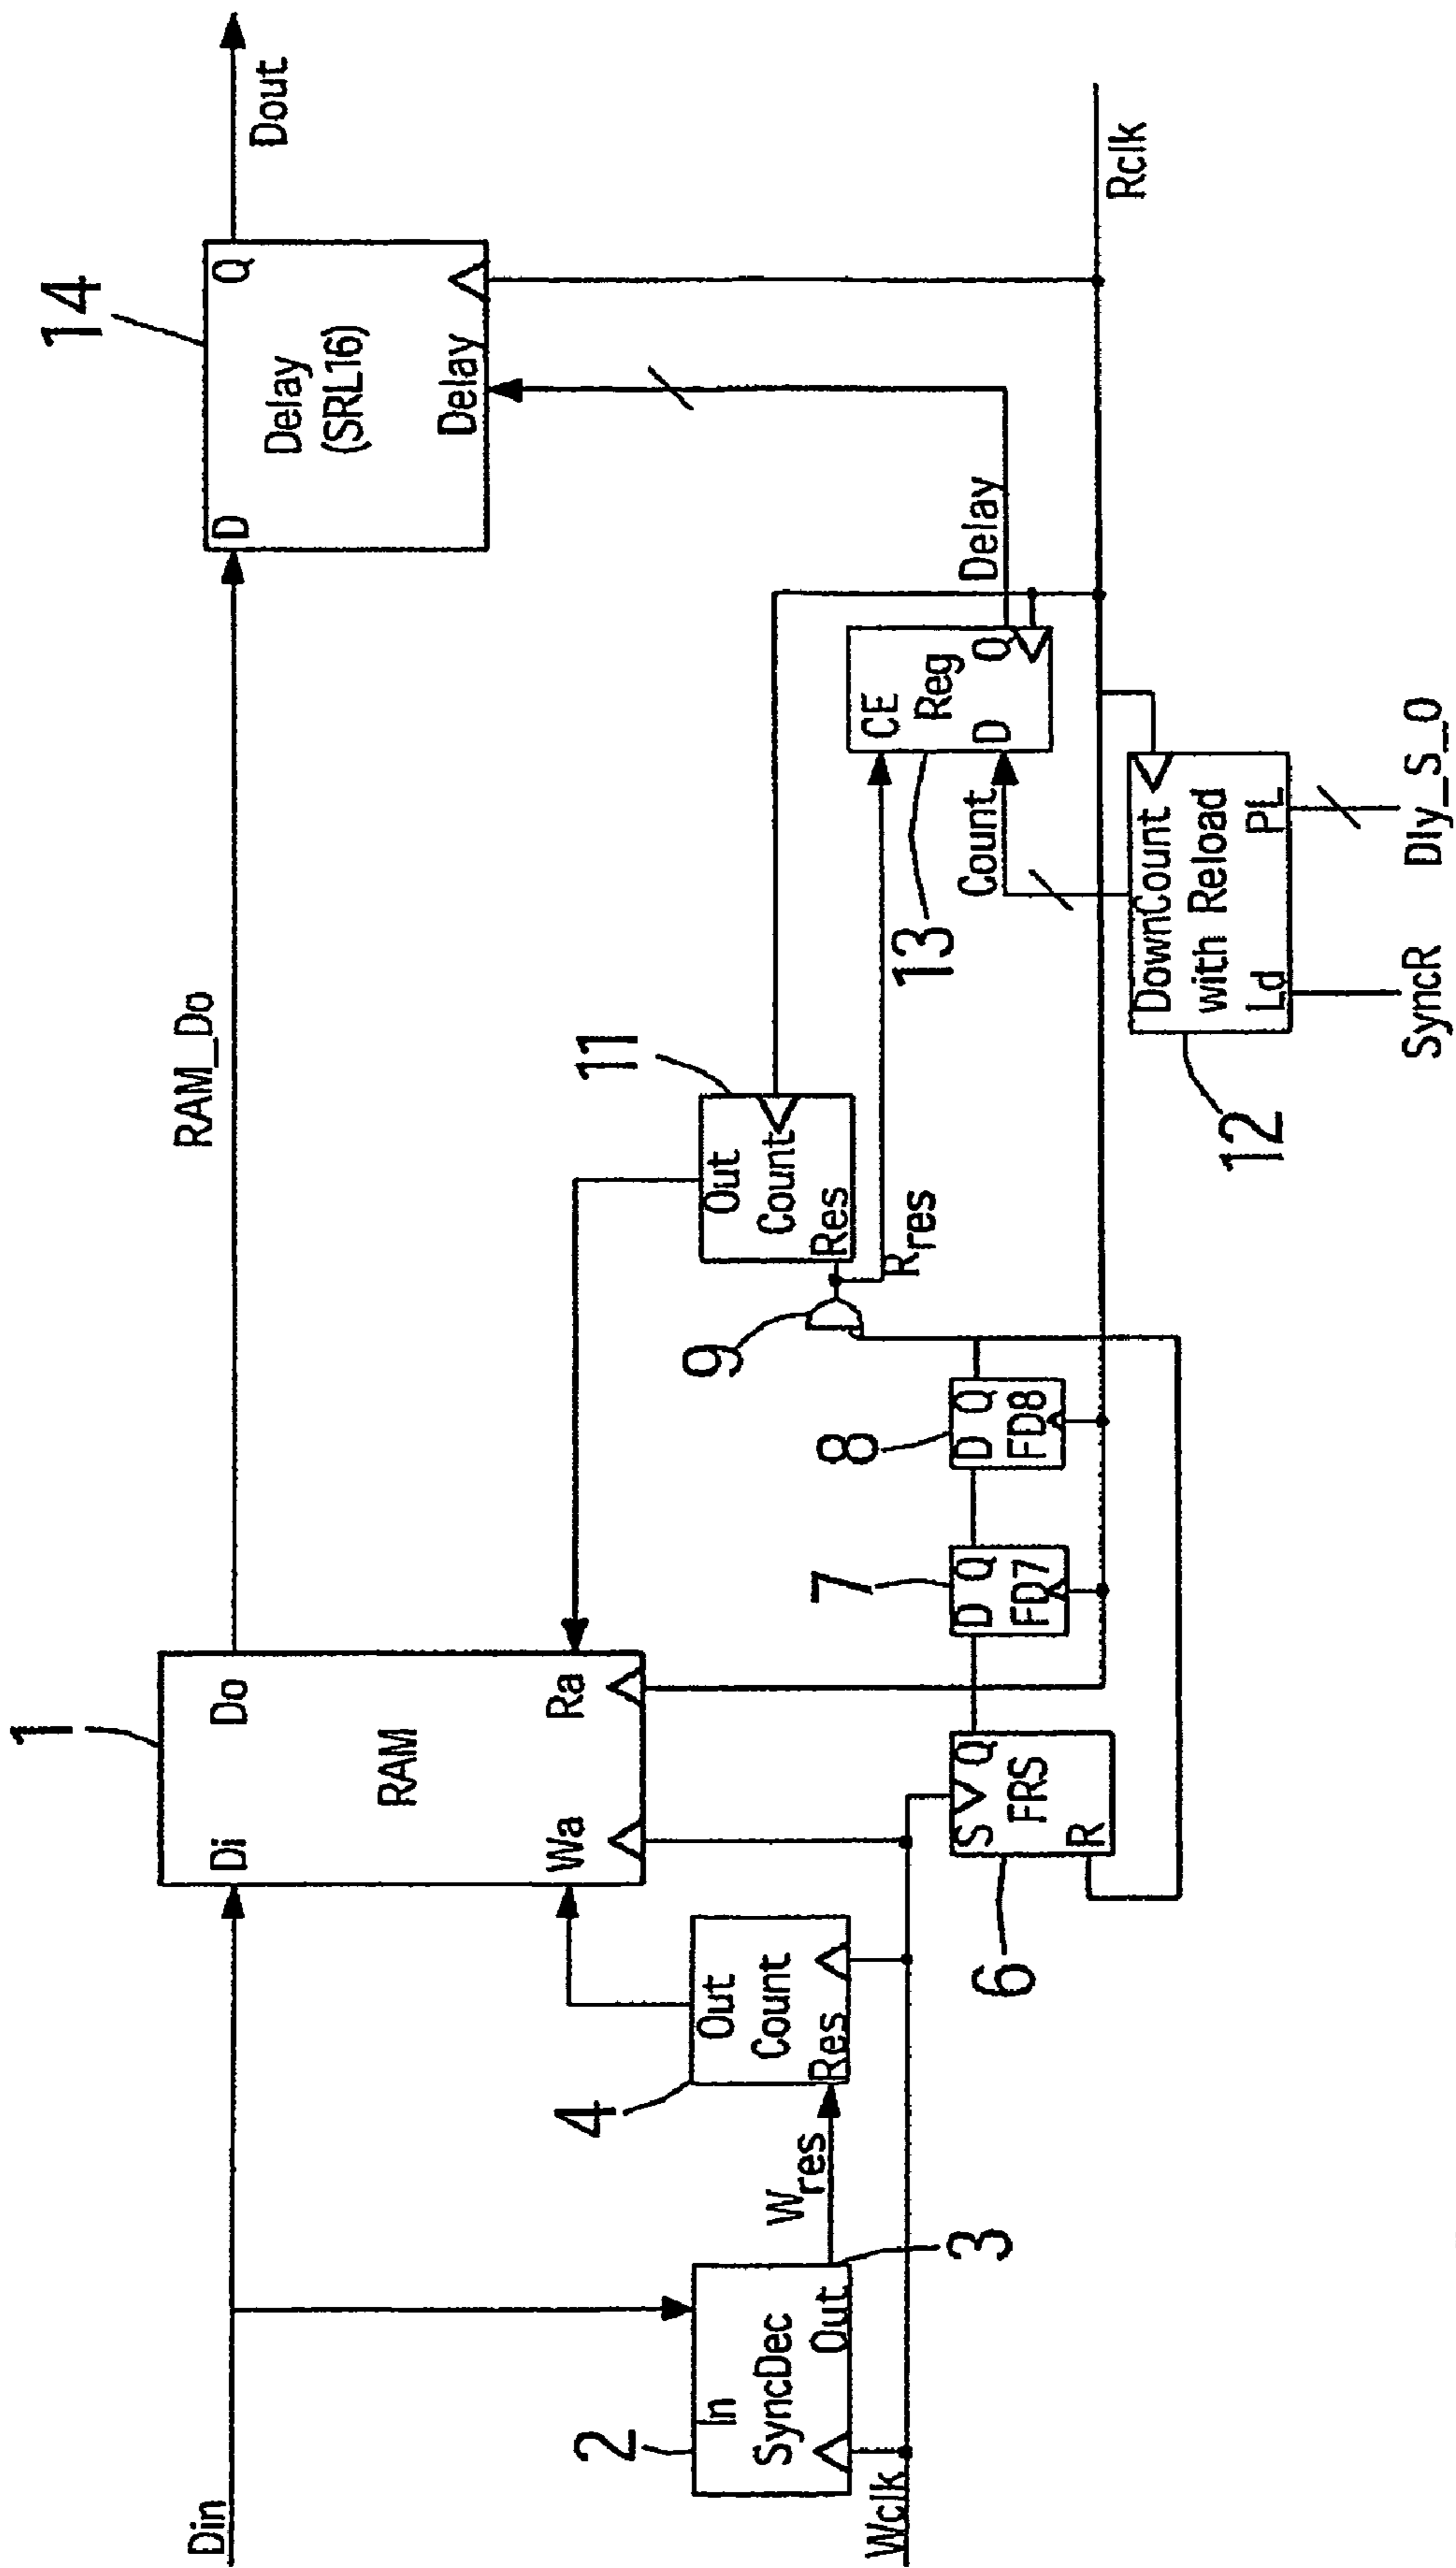 Din
RAM_Do
Dout
1
Di
Do
RAM
Wa
Ra
14
D
Q
Delay
(SRL16)
Delay
2
In
SyncDec
Out
3
Wres
4
Out
Count
Res
Wclk
6
S Q
FRS
R
7
D Q
FD7
8
D Q
FD8
9
Rres
11
Out
Count
Res
13
CE
Reg
D Q
Count
Delay
12
DownCount
with Reload
Ld PL
SyncR
Dly_S_O
Rclk